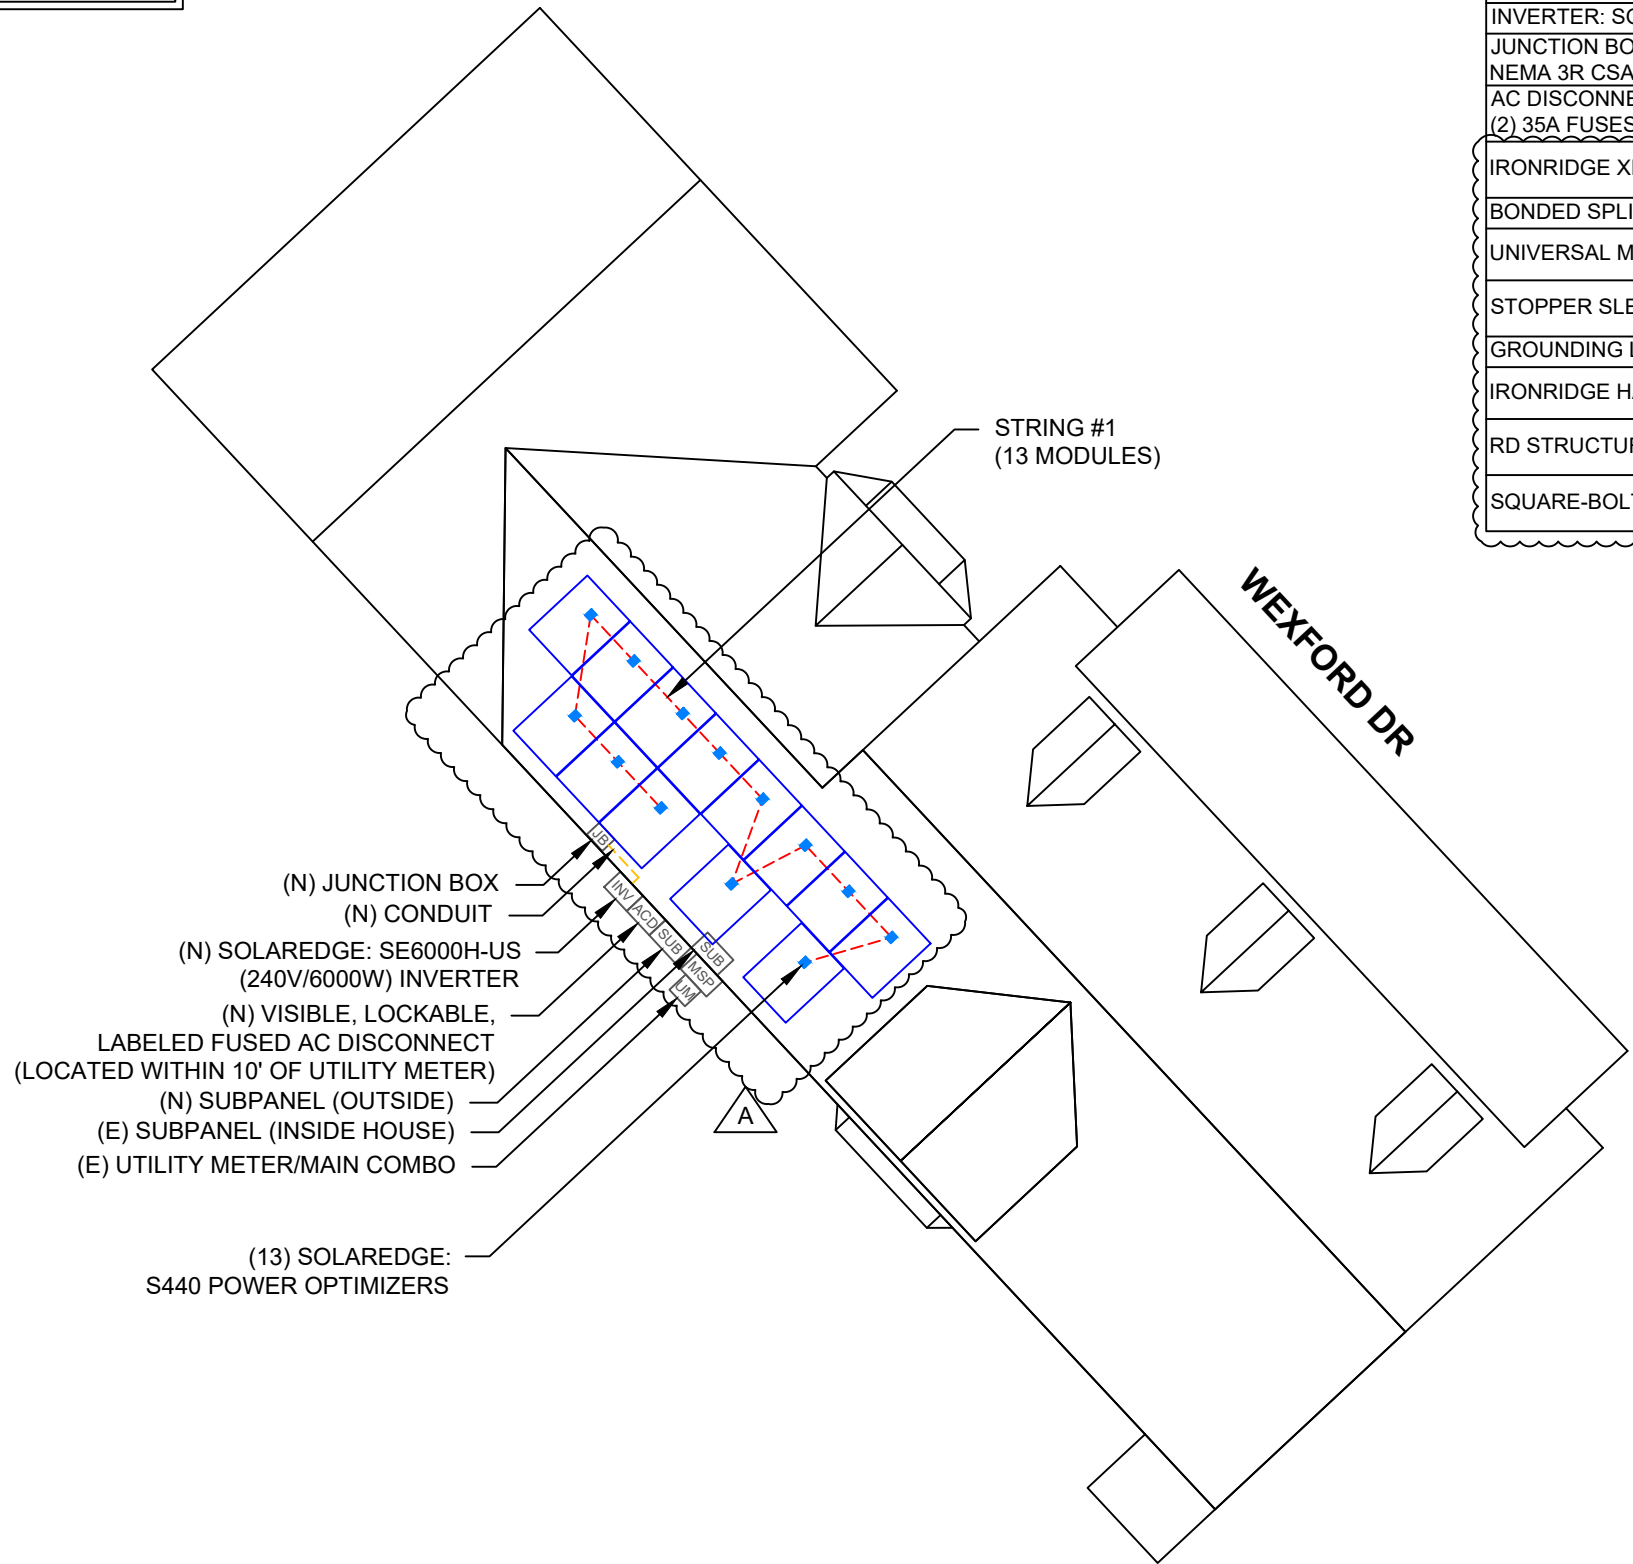 INVERTER: SO
JUNCTION BO
NEMA 3R CSA
AC DISCONNE
(2) 35A FUSES
IRONRIDGE X
BONDED SPLI
UNIVERSAL M
STOPPER SLE
GROUNDING L
IRONRIDGE HA
RD STRUCTUR
SQUARE-BOLT
STRING #1
(13 MODULES)
WEXFORD DR
JB
INV
ACD
SUB
SUB
MSP
UM
(N) JUNCTION BOX
(N) CONDUIT
(N) SOLAREDGE: SE6000H-US
(240V/6000W) INVERTER
(N) VISIBLE, LOCKABLE,
LABELED FUSED AC DISCONNECT
(LOCATED WITHIN 10' OF UTILITY METER)
(N) SUBPANEL (OUTSIDE)
(E) SUBPANEL (INSIDE HOUSE)
(E) UTILITY METER/MAIN COMBO
A
(13) SOLAREDGE:
S440 POWER OPTIMIZERS